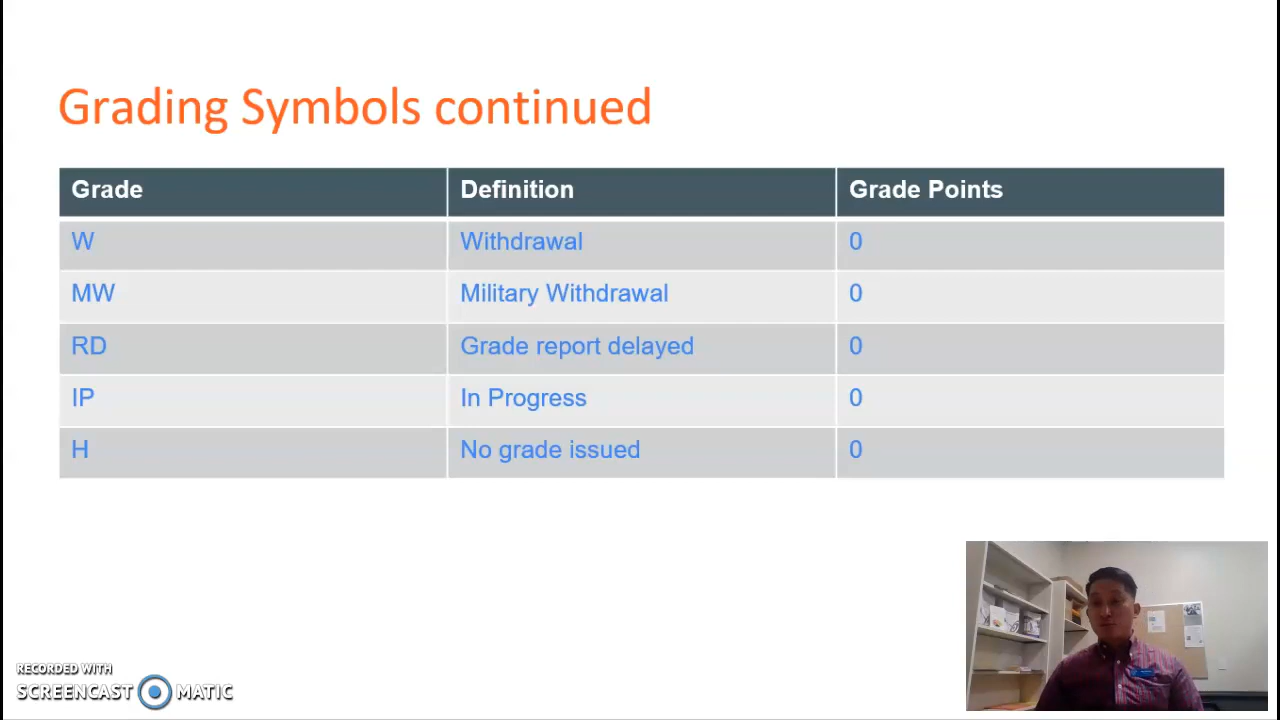 Grading Symbols continued
Grade Definition Grade Points
W Withdrawal 0
MW Military Withdrawal 0
RD Grade report delayed 0
IP In Progress 0
H No grade issued 0
RECORDED WITH
SCREENCAST MATIC